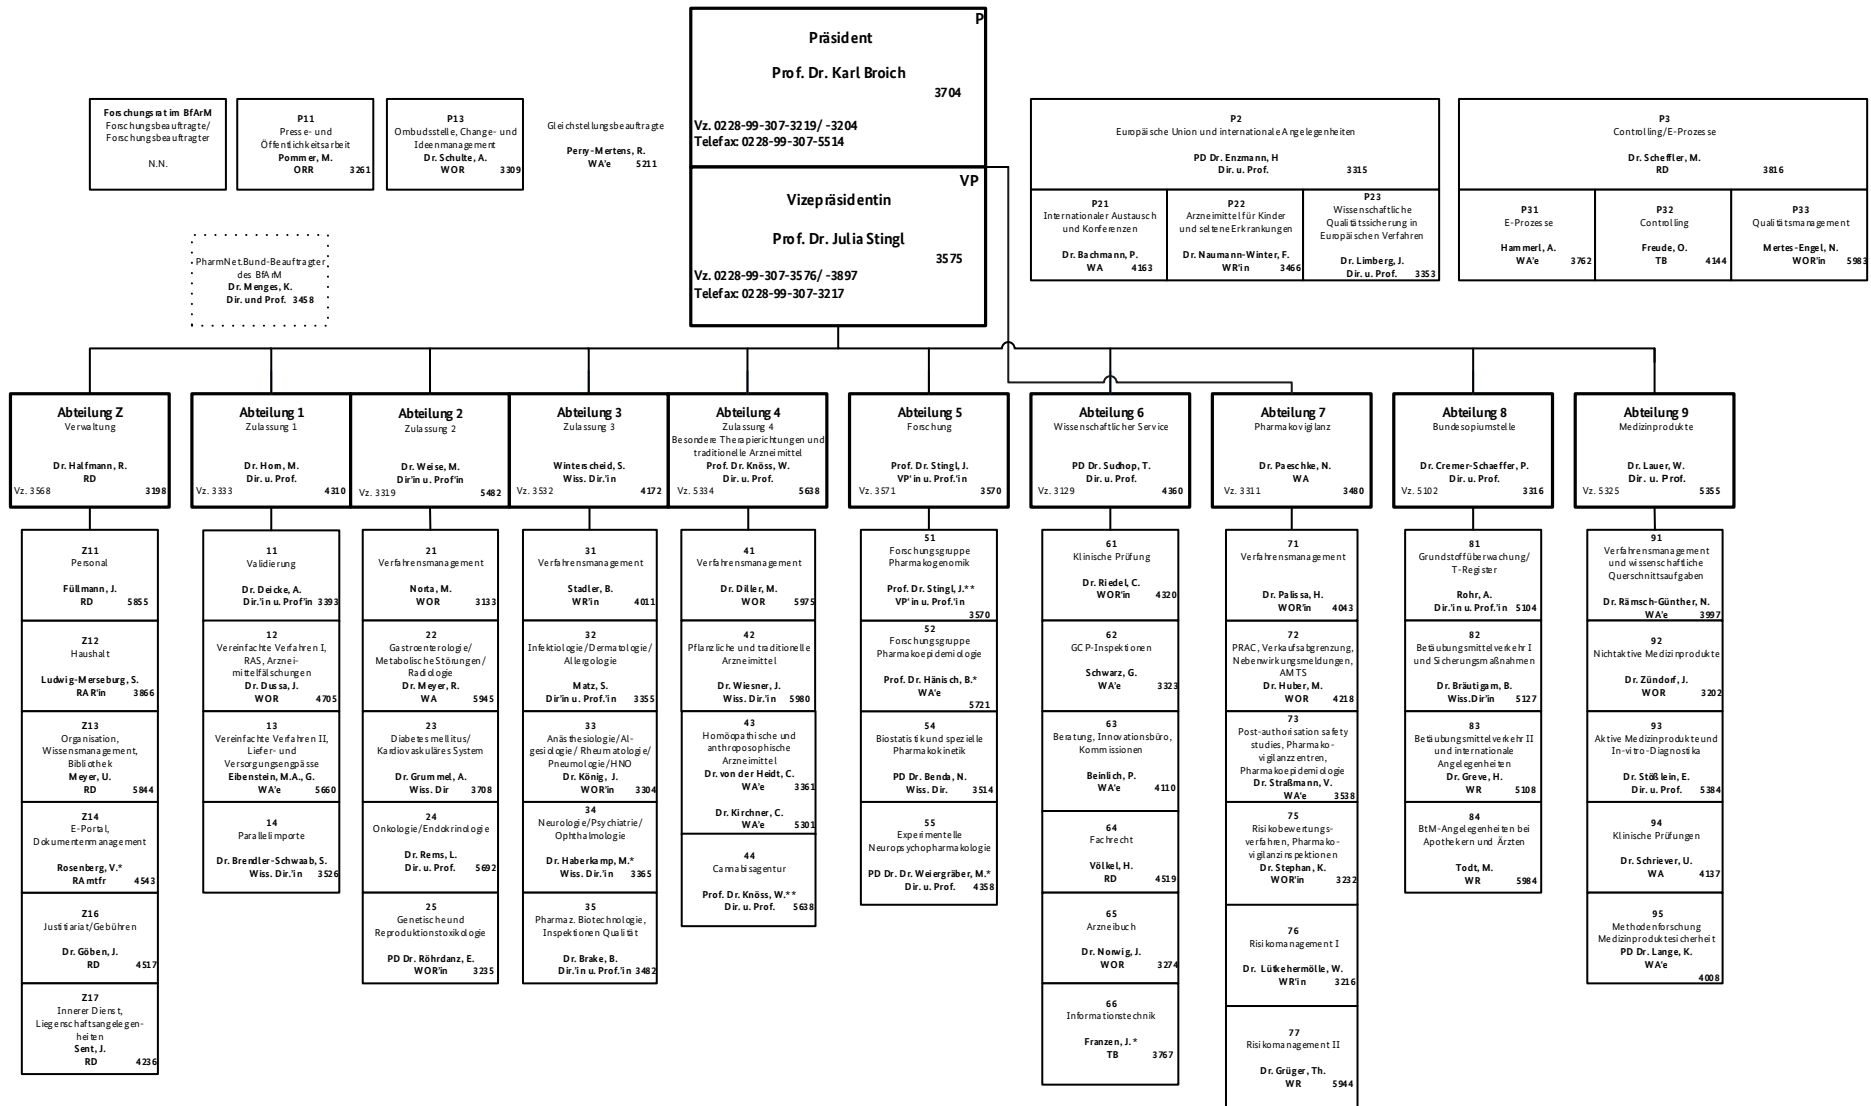 P
Präsident
Prof. Dr. Karl Broich
3704
Vz. 0228-99-307-3219/ -3204
Telefax: 0228-99-307-5514
VP
Vizepräsidentin
Prof. Dr. Julia Stingl
3575
Vz. 0228-99-307-3576/ -3897
Telefax: 0228-99-307-3217
Forschungsrat im BfArM
Forschungsbeauftragte/
Forschungsbeauftragter
N.N.
P11
Presse- und
Öffentlichkeitsarbeit
Pommer, M.
ORR 3261
P13
Ombudsstelle, Change- und
Ideenmanagement
Dr. Schulte, A.
WOR 3309
Gleichstellungsbeauftragte
Perry-Mertens, R.
WA'e 5211
PharmNet.Bund-Beauftragter
des BfArM
Dr. Menges, K.
Dir. und Prof. 3458
P2
Europäische Union und internationale Angelegenheiten
PD Dr. Enzmann, H
Dir. u. Prof. 3315
P21
Internationaler Austausch
und Konferenzen
Dr. Bachmann, P.
WA 4163
P22
Arzneimittel für Kinder
und seltene Erkrankungen
Dr. Naumann-Winter, F.
WR'in 3466
P23
Wissenschaftliche
Qualitätssicherung in
Europäischen Verfahren
Dr. Limberg, J.
Dir. u. Prof. 3353
P3
Controlling/E-Prozesse
Dr. Scheffler, M.
RD 3816
P31
E-Prozesse
Hammerl, A.
WA'e 3762
P32
Controlling
Freude, O.
TB 4144
P33
Qualitätsmanagement
Mertes-Engel, N.
WOR'in 5983
Abteilung Z
Verwaltung
Dr. Halfmann, R.
RD
Vz. 3568 3198
Abteilung 1
Zulassung 1
Dr. Horn, M.
Dir. u. Prof.
Vz. 3333 4310
Abteilung 2
Zulassung 2
Dr. Weise, M.
Dir'in u. Prof'in
Vz. 3319 5482
Abteilung 3
Zulassung 3
Winterscheid, S.
Wiss. Dir.'in
Vz. 3532 4172
Abteilung 4
Zulassung 4
Besondere Therapierichtungen und
traditionelle Arzneimittel
Prof. Dr. Knöss, W.
Dir. u. Prof.
Vz. 5334 5638
Abteilung 5
Forschung
Prof. Dr. Stingl, J.
VP'in u. Prof.'in
Vz. 3571 3570
Abteilung 6
Wissenschaftlicher Service
PD Dr. Sudhop, T.
Dir. u. Prof.
Vz. 3129 4360
Abteilung 7
Pharmakovigilanz
Dr. Paeschke, N.
WA
Vz. 3311 3480
Abteilung 8
Bundesopiumstelle
Dr. Cremer-Schaeffer, P.
Dir. u. Prof.
Vz. 5102 3316
Abteilung 9
Medizinprodukte
Dr. Lauer, W.
Dir. u. Prof.
Vz. 5325 5355
Z11
Personal
Füllmann, J.
RD 5855
Z12
Haushalt
Ludwig-Merseburg, S.
RAR'in 3866
Z13
Organisation,
Wissensmanagement,
Bibliothek
Meyer, U.
RD 5844
Z14
E-Portal,
Dokumentenmanagement
Rosenberg, V.*
RAmtfr 4543
Z16
Justitiariat/Gebühren
Dr. Göben, J.
RD 4517
Z17
Innerer Dienst,
Liegenschaftsangelegen-
heiten
Sent, J.
RD 4236
11
Validierung
Dr. Deicke, A.
Dir.'in u. Prof'in 3393
12
Vereinfachte Verfahren I,
RAS, Arznei-
mittelfälschungen
Dr. Dussa, J.
WOR 4705
13
Vereinfachte Verfahren II,
Liefer- und
Versorgungsengpässe
Eibenstein, M.A., G.
WA'e 5660
14
Parallelimporte
Dr. Brendler-Schwaab, S.
Wiss. Dir.'in 3526
21
Verfahrensmanagement
Norta, M.
WOR 3133
22
Gastroenterologie/
Metabolische Störungen/
Radiologie
Dr. Meyer, R.
WA 5945
23
Diabetes mellitus/
Kardiovaskuläres System
Dr. Grummel, A.
Wiss. Dir 3708
24
Onkologie/Endokrinologie
Dr. Rems, L.
Dir. u. Prof. 5692
25
Genetische und
Reproduktionstoxikologie
PD Dr. Röhrdanz, E.
WOR'in 3235
31
Verfahrensmanagement
Stadler, B.
WR'in 4011
32
Infektiologie/Dermatologie/
Allergologie
Matz, S.
Dir'in u. Prof.'in 3355
33
Anästhesiologie/Al-
gesiologie/ Rheumatologie/
Pneumologie/HNO
Dr. König, J.
WOR'in 3304
34
Neurologie/Psychiatrie/
Ophthalmologie
Dr. Haberkamp, M.*
Wiss. Dir.'in 3365
35
Pharmaz. Biotechnologie,
Inspektionen Qualität
Dr. Brake, B.
Dir.'in u. Prof.'in 3482
41
Verfahrensmanagement
Dr. Diller, M.
WOR 5975
42
Pflanzliche und traditionelle
Arzneimittel
Dr. Wiesner, J.
Wiss. Dir.'in 5980
43
Homöopathische und
anthroposophische
Arzneimittel
Dr. von der Heidt, C.
WA'e 3361
Dr. Kirchner, C.
WA'e 5301
44
Cannabisagentur
Prof. Dr. Knöss, W.**
Dir. u. Prof. 5638
51
Forschungsgruppe
Pharmakogenomik
Prof. Dr. Stingl, J.**
VP'in u. Prof.'in
3570
52
Forschungsgruppe
Pharmakoepidemiologie
Prof. Dr. Hänisch, B.*
WA'e
5721
54
Biostatistik und spezielle
Pharmakokinetik
PD Dr. Benda, N.
Wiss. Dir. 3514
55
Experimentelle
Neuropsychopharmakologie
PD Dr. Dr. Weiergräber, M.*
Dir. u. Prof. 4358
61
Klinische Prüfung
Dr. Riedel, C.
WOR'in 4320
62
GCP-Inspektionen
Schwarz, G.
WA'e 3323
63
Beratung, Innovationsbüro,
Kommissionen
Beinlich, P.
WA'e 4110
64
Fachrecht
Völkel, H.
RD 4519
65
Arzneibuch
Dr. Norwig, J.
WOR 3274
66
Informationstechnik
Franzen, J.*
TB 3767
71
Verfahrensmanagement
Dr. Palissa, H.
WOR'in 4043
72
PRAC, Verkaufsabgrenzung,
Nebenwirkungsmeldungen,
AMTS
Dr. Huber, M.
WOR 4218
73
Post-authorisation safety
studies, Pharmako-
vigilanzzentren,
Pharmakoepidemiologie
Dr. Straßmann, V.
WA'e 3538
75
Risikobewertungs-
verfahren, Pharmako-
vigilanzinspektionen
Dr. Stephan, K.
WOR'in 3232
76
Risikomanagement I
Dr. Lütkehermölle, W.
WR'in 3216
77
Risikomanagement II
Dr. Grüger, Th.
WR 5944
81
Grundstoffüberwachung/
T-Register
Rohr, A.
Dir.'in u. Prof.'in 5104
82
Betäubungsmittelverkehr I
und Sicherungsmaßnahmen
Dr. Bräutigam, B.
Wiss.Dir'in 5127
83
Betäubungsmittelverkehr II
und internationale
Angelegenheiten
Dr. Greve, H.
WR 5108
84
BtM-Angelegenheiten bei
Apothekern und Ärzten
Todt, M.
WR 5984
91
Verfahrensmanagement
und wissenschaftliche
Querschnittsaufgaben
Dr. Rämsch-Günther, N.
WA'e 3997
92
Nichtaktive Medizinprodukte
Dr. Zündorf, J.
WOR 3202
93
Aktive Medizinprodukte und
In-vitro-Diagnostika
Dr. Stößlein, E.
Dir. u. Prof. 5384
94
Klinische Prüfungen
Dr. Schriever, U.
WA 4137
95
Methodenforschung
Medizinproduktesicherheit
PD Dr. Lange, K.
WA'e
4008